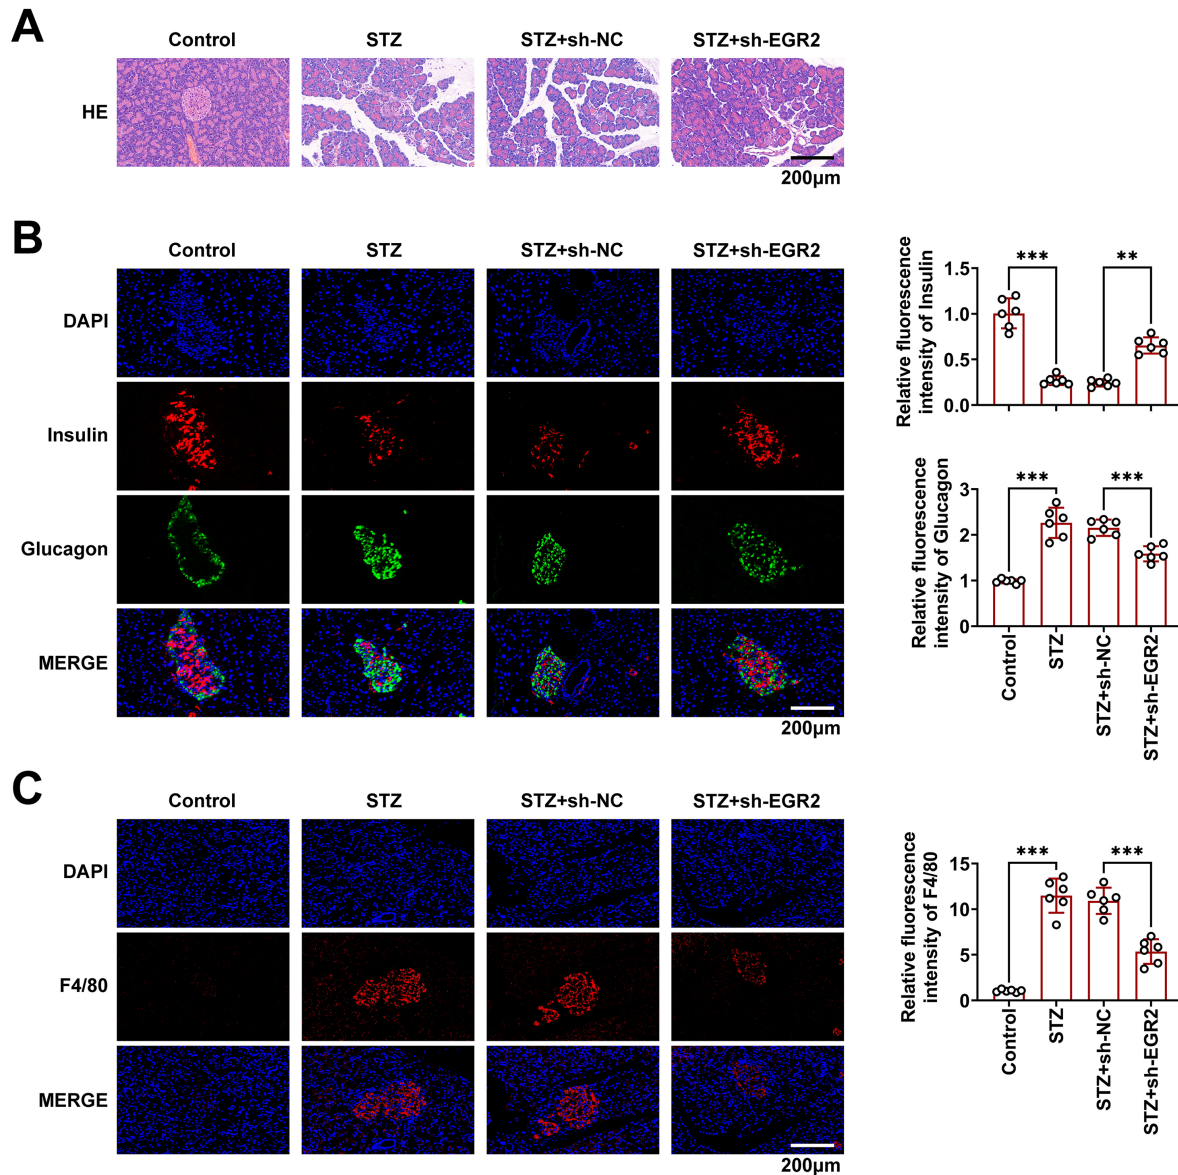 A
Control
STZ
STZ+sh-NC
STZ+sh-EGR2
HE
200μm
B
Control
STZ
STZ+sh-NC
STZ+sh-EGR2
DAPI
Insulin
Glucagon
MERGE
200μm
Relative fluorescence
intensity of Insulin
1.5
1.0
0.5
0.0
***
**
Relative fluorescence
intensity of Glucagon
3
2
1
0
***
***
Control
STZ
STZ+sh-NC
STZ+sh-EGR2
C
Control
STZ
STZ+sh-NC
STZ+sh-EGR2
DAPI
F4/80
MERGE
200μm
Relative fluorescence
intensity of F4/80
15
10
5
0
***
***
Control
STZ
STZ+sh-NC
STZ+sh-EGR2